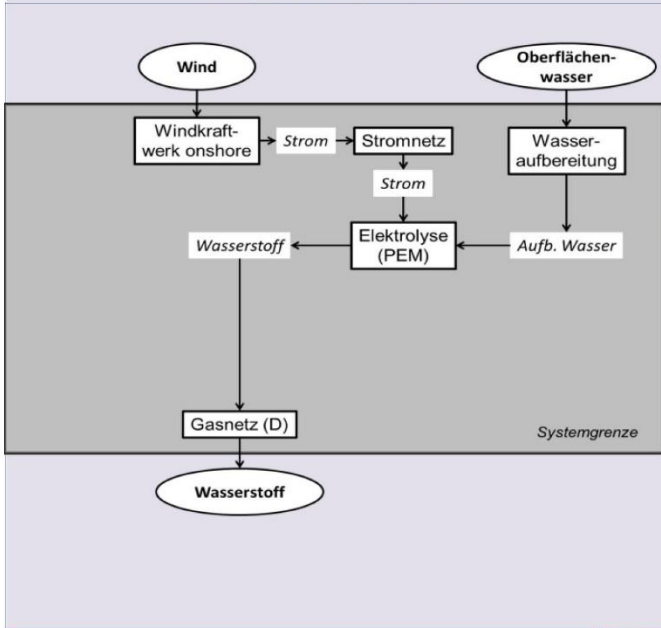 Wind
Oberflächen-
wasser
Windkraft-
werk onshore
Strom
Stromnetz
Wasser-
aufbereitung
Strom
Wasserstoff
Elektrolyse
(PEM)
Aufb. Wasser
Gasnetz (D)
Systemgrenze
Wasserstoff